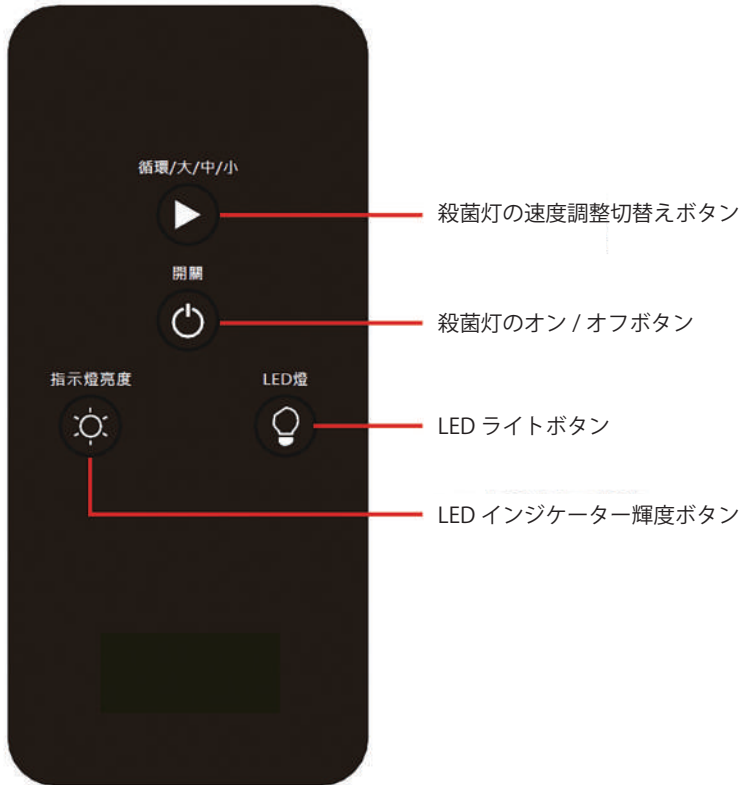 循環/大/中/小
殺菌灯の速度調整切替えボタン
開關
殺菌灯のオン / オフボタン
指示燈亮度
LED燈
LED ライトボタン
LED インジケーター輝度ボタン